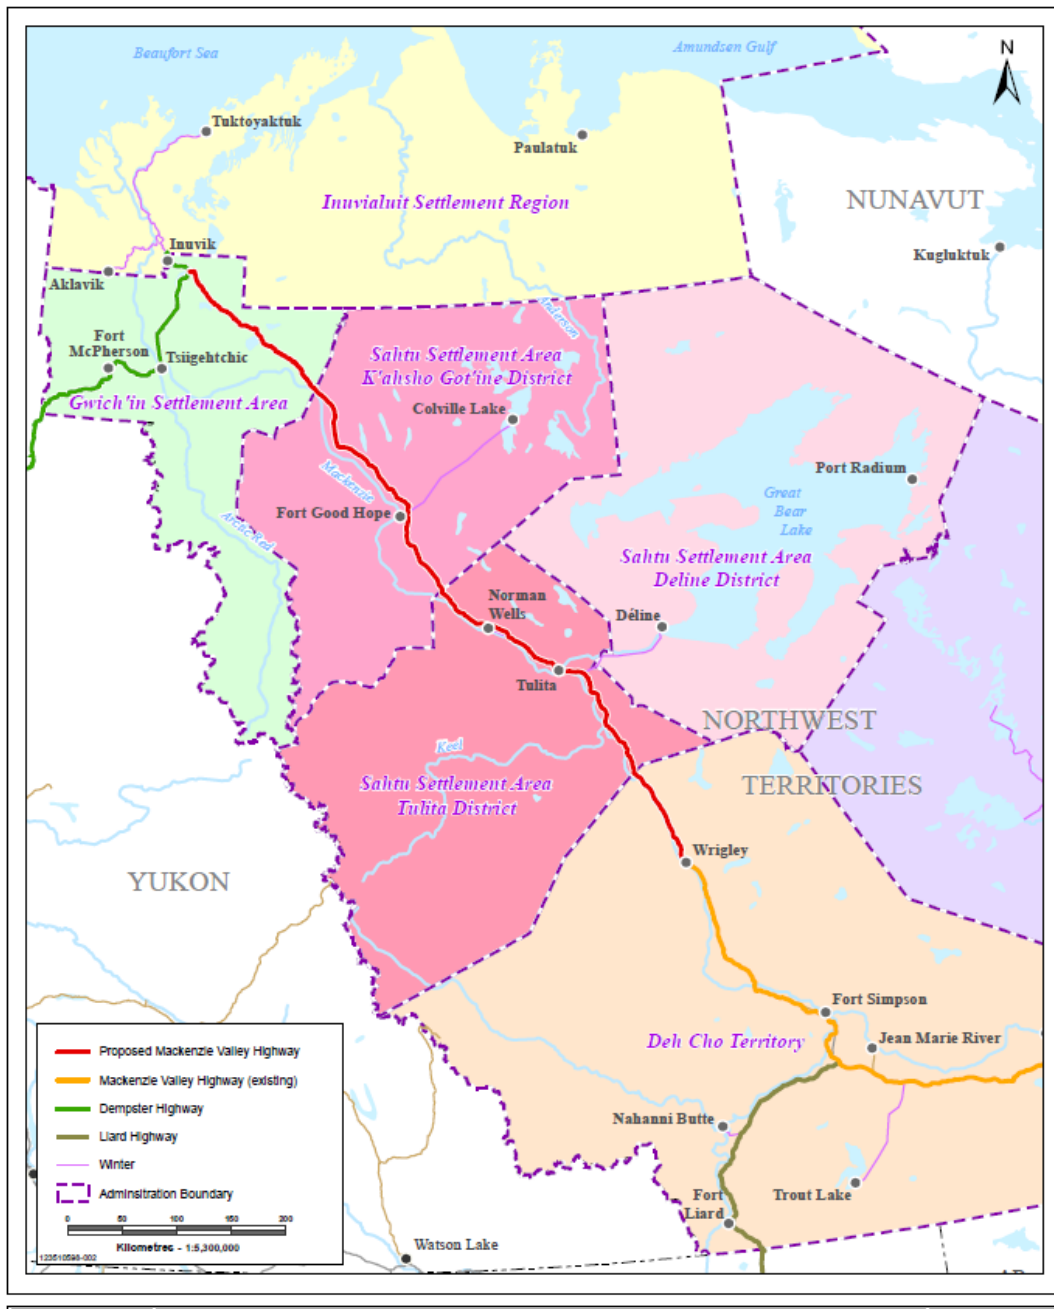 Beaufort Sea
Amundsen Gulf
N
Tuktoyaktuk
Paulatuk
Inuvialuit Settlement Region
NUNAVUT
Inuvik
Kugluktuk
Aklavik
Anderson
Fort
McPherson
Tsiigehtchic
Sahtu Settlement Area
K'ahsho Got'ine District
Gwich'in Settlement Area
Colville Lake
Mackenzie
Port Radium
Great
Bear
Lake
Fort Good Hope
Arctic Red
Sahtu Settlement Area
Deline District
Norman
Wells
Déline
Tulita
NORTHWEST
TERRITORIES
Keel
Sahtu Settlement Area
Tulita District
Wrigley
YUKON
Fort Simpson
Deh Cho Territory
Jean Marie River
Nahanni Butte
Trout Lake
Fort
Liard
Watson Lake
Proposed Mackenzie Valley Highway
Mackenzie Valley Highway (existing)
Dempster Highway
Liard Highway
Winter
Adminsitration Boundary
0 50 100 150 200
Kilometres - 1:5,300,000
123510598-002